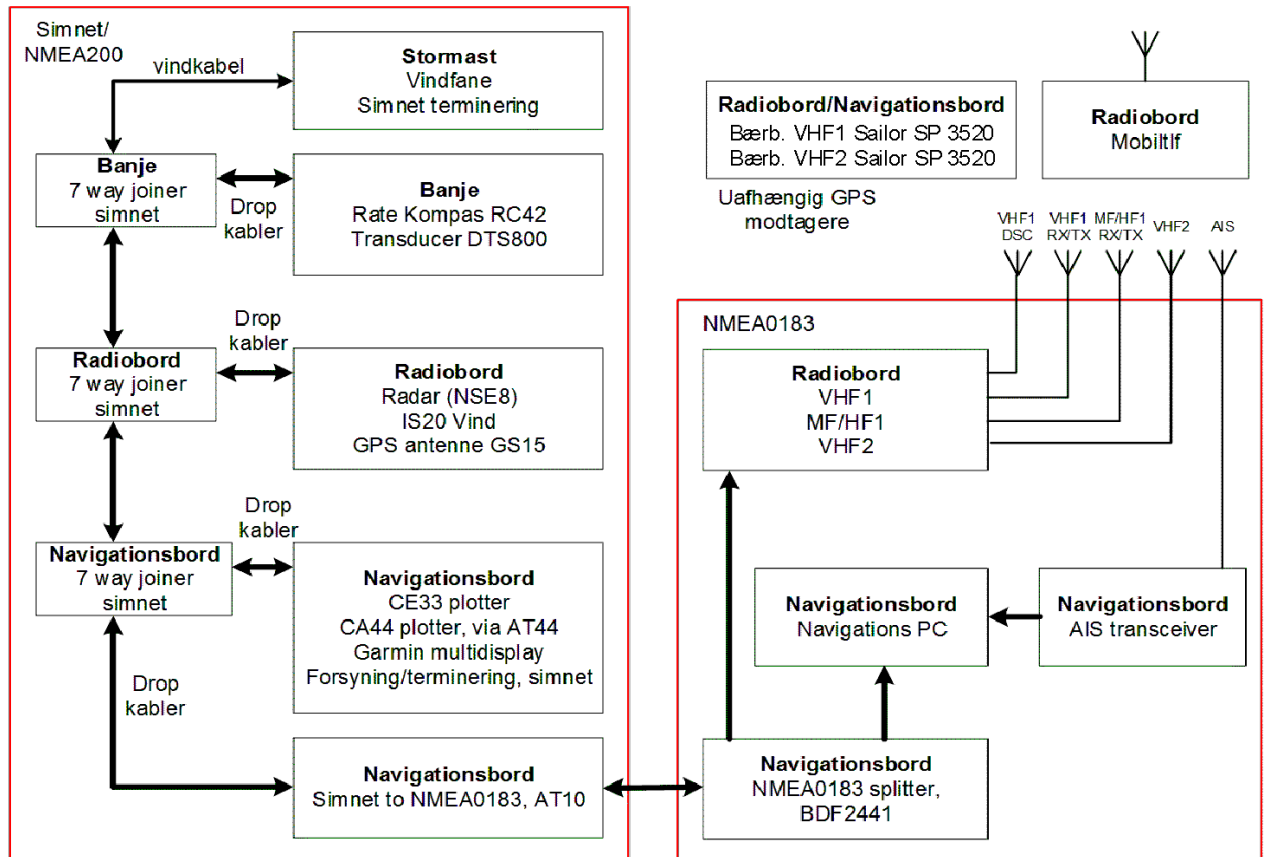 Simnet/
NMEA200
vindkabel
Stormast
Vindfane
Simnet terminering
Banje
7 way joiner
simnet
Drop
kabler
Banje
Rate Kompas RC42
Transducer DTS800
Drop
kabler
Radiobord
7 way joiner
simnet
Radiobord
Radar (NSE8)
IS20 Vind
GPS antenne GS15
Drop
kabler
Navigationsbord
7 way joiner
simnet
Navigationsbord
CE33 plotter
CA44 plotter, via AT44
Garmin multidisplay
Forsyning/terminering, simnet
Drop
kabler
Navigationsbord
Simnet to NMEA0183, AT10
Radiobord/Navigationsbord
Bærb. VHF1 Sailor SP 3520
Bærb. VHF2 Sailor SP 3520
Uafhængig GPS
modtagere
Radiobord
Mobiltlf
VHF1
DSC
VHF1
RX/TX
MF/HF1
RX/TX
VHF2
AIS
NMEA0183
Radiobord
VHF1
MF/HF1
VHF2
Navigationsbord
Navigations PC
Navigationsbord
AIS transceiver
Navigationsbord
NMEA0183 splitter,
BDF2441